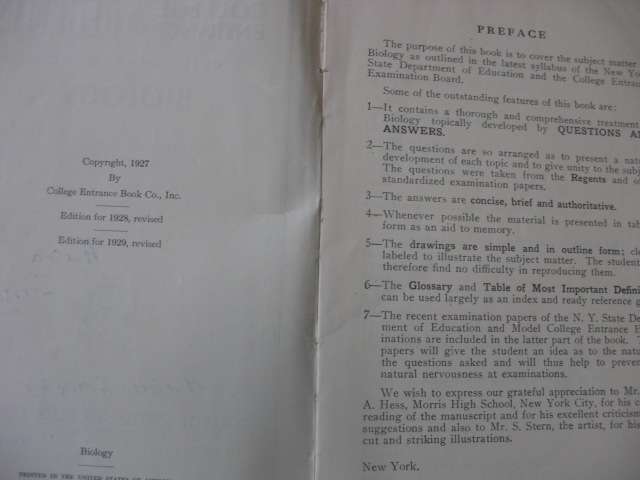 Copyright, 1927
By
College Entrance Book Co., Inc.
Edition for 1928, revised
Edition for 1929, revised
Biology
PRINTED IN THE UNITED STATES OF
PREFACE
The purpose of this book is to cover the subject matter
Biology as outlined in the latest syllabus of the New
State Department of Education and the College
Examination Board.
Some of the outstanding features of this book are:
1—It contains a thorough and comprehensive treatment
Biology topically developed by QUESTIONS
ANSWERS.
2—The questions are so arranged as to present a
development of each topic and to give unity to the
The questions were taken from the Regents and
standardized examination papers.
3—The answers are concise, brief and authoritative.
4—Whenever possible the material is presented in
form as an aid to memory.
5—The drawings are simple and in outline form;
labeled to illustrate the subject matter. The student
therefore find no difficulty in reproducing them.
6—The Glossary and Table of Most Important
can be used largely as an index and ready reference
7—The recent examination papers of the N. Y. State
ment of Education and Model College Entrance
inations are included in the latter part of the book.
papers will give the student an idea as to the
the questions asked and will thus help to
natural nervousness at examinations.
We wish to express our grateful appreciation to Mr.
A. Hess, Morris High School, New York City, for his
reading of the manuscript and for his excellent
suggestions and also to Mr. S. Stern, the artist, for his
cut and striking illustrations.
New York.